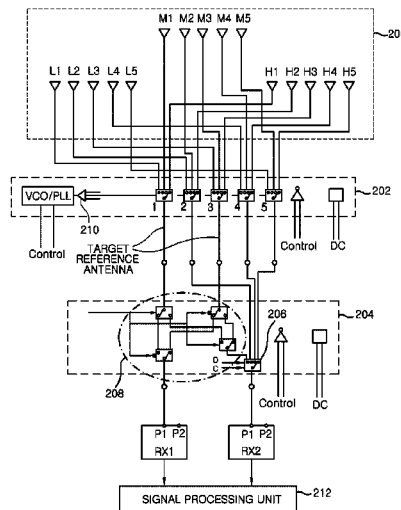 M1 M2 M3 M4 M5
20
L1 L2 L3 L4 L5
H1 H2 H3 H4 H5
202
VCO/PLL
210
1 2 3 4 5
Control
Control
DC
TARGET
REFERENCE
ANTENNA
204
206
D
C
208
Control
DC
P1 P2
RX1
P1 P2
RX2
SIGNAL PROCESSING UNIT
212